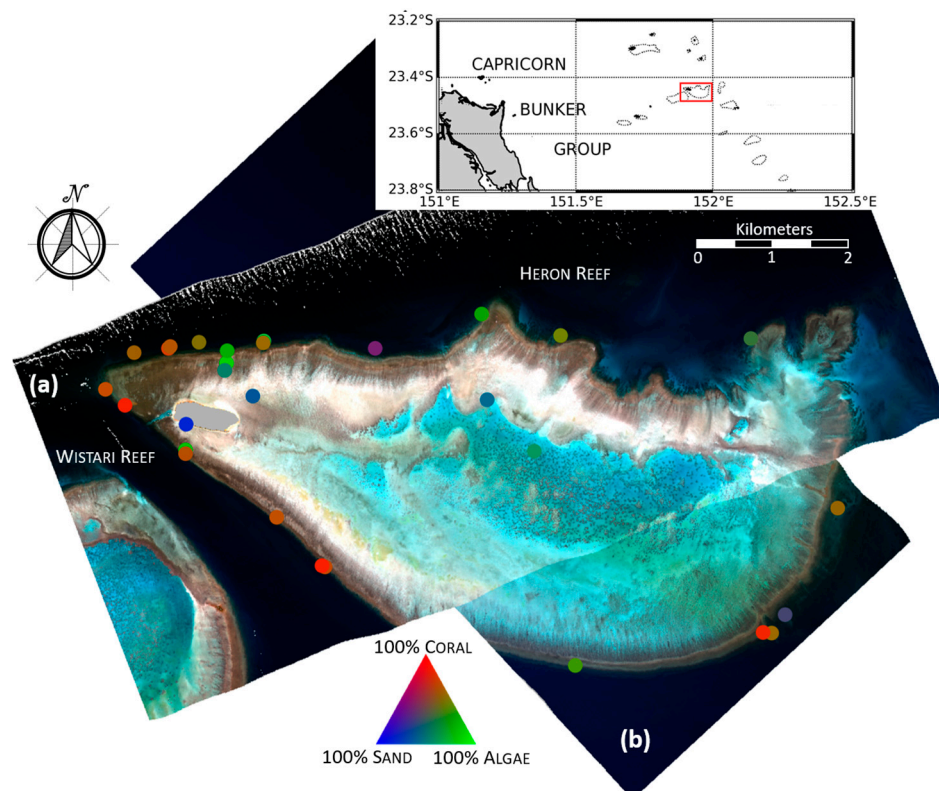 23.2°S
CAPRICORN
23.4°S
BUNKER
23.6°S
GROUP
23.8°S
151°E 151.5°E 152°E 152.5°E
N
Kilometers
0 1 2
HERON REEF
(a)
WISTARI REEF
100% CORAL
100% SAND 100% ALGAE
(b)